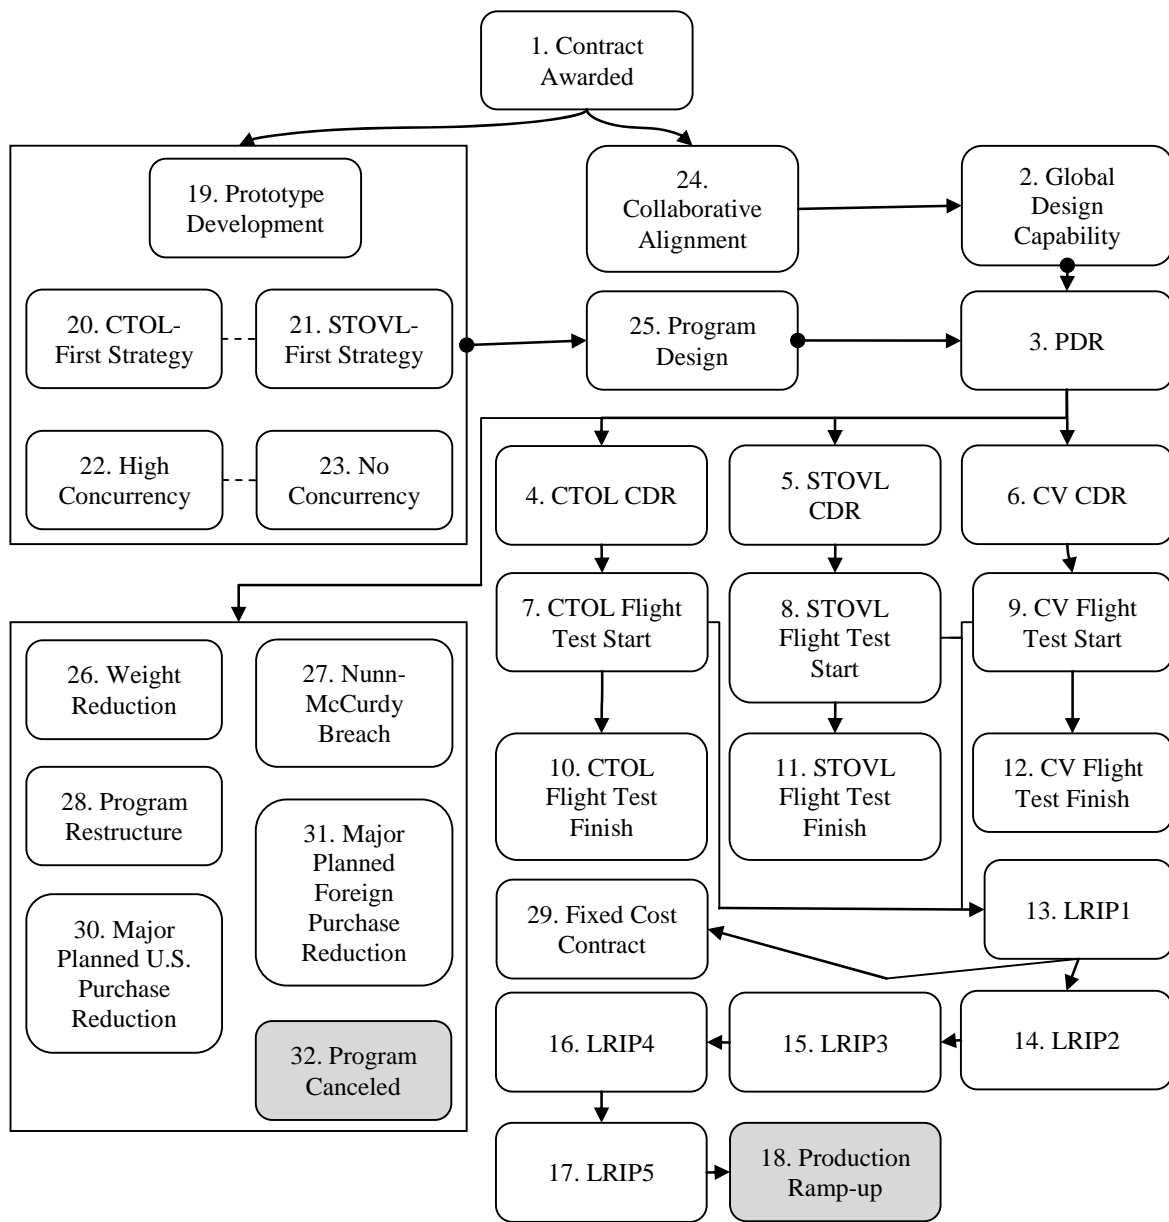 1. Contract
Awarded
19. Prototype
Development
24.
Collaborative
Alignment
2. Global
Design
Capability
20. CTOL-
First Strategy
21. STOVL-
First Strategy
25. Program
Design
3. PDR
22. High
Concurrency
23. No
Concurrency
4. CTOL CDR
5. STOVL
CDR
6. CV CDR
7. CTOL Flight
Test Start
8. STOVL
Flight Test
Start
9. CV Flight
Test Start
26. Weight
Reduction
27. Nunn-
McCurdy
Breach
10. CTOL
Flight Test
Finish
11. STOVL
Flight Test
Finish
12. CV Flight
Test Finish
28. Program
Restructure
31. Major
Planned
Foreign
Purchase
Reduction
29. Fixed Cost
Contract
13. LRIP1
30. Major
Planned U.S.
Purchase
Reduction
16. LRIP4
15. LRIP3
14. LRIP2
32. Program
Canceled
17. LRIP5
18. Production
Ramp-up